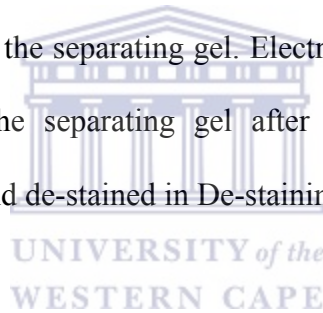 the separating gel. Electr
he separating gel after
d de-stained in De-stainin
UNIVERSITY of the
WESTERN CAPE